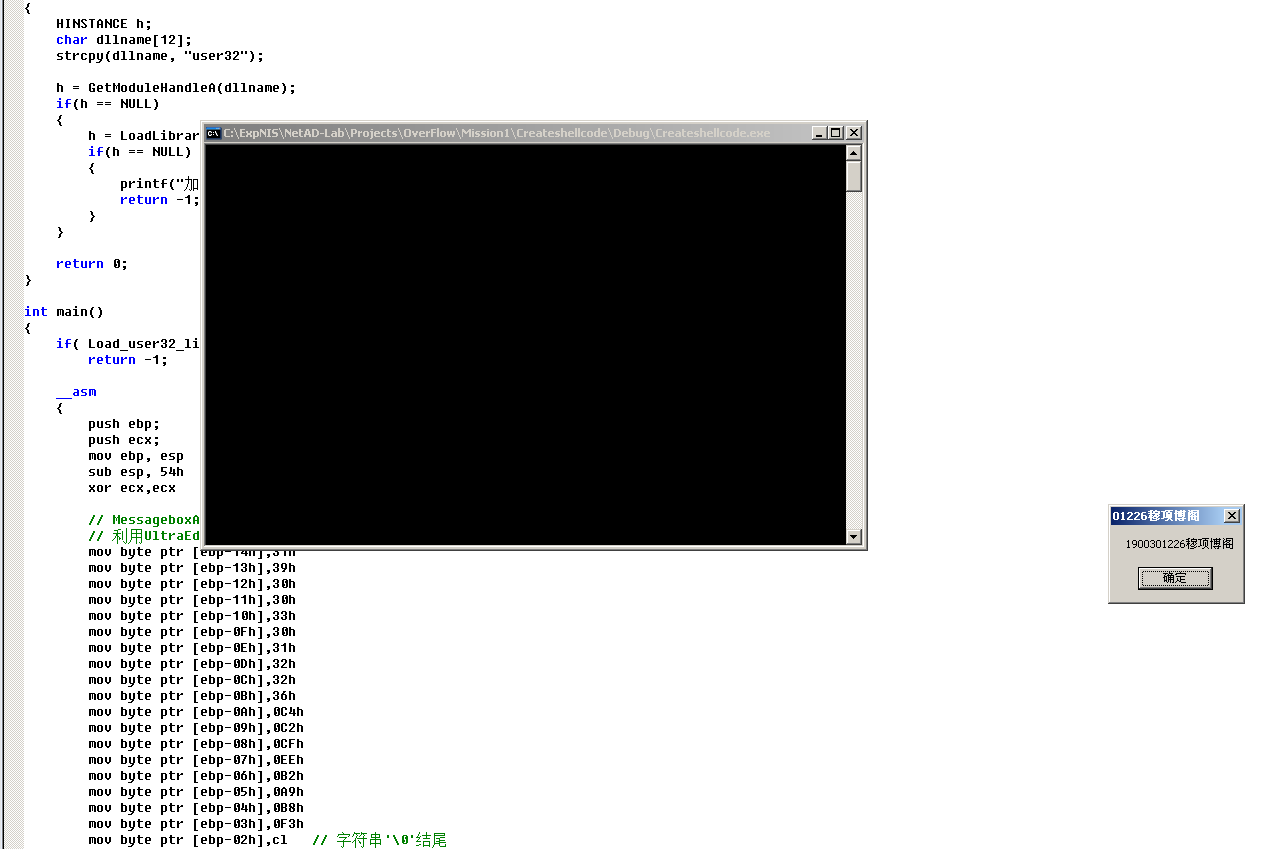 {
HINSTANCE h;
char dllname[12];
strcpy(dllname, "user32");
h = GetModuleHandleA(dllname);
if(h == NULL)
{
h = LoadLibrar
if(h == NULL)
{
printf("加
return -1;
}
}
return 0;
}
int main()
{
if( Load_user32_li
return -1;
__asm
{
push ebp;
push ecx;
mov ebp, esp
sub esp, 54h
xor ecx,ecx
// MessageboxA
// 利用UltraEd
mov byte ptr [ebp-14h],31h
mov byte ptr [ebp-13h],39h
mov byte ptr [ebp-12h],30h
mov byte ptr [ebp-11h],30h
mov byte ptr [ebp-10h],33h
mov byte ptr [ebp-0Fh],30h
mov byte ptr [ebp-0Eh],31h
mov byte ptr [ebp-0Dh],32h
mov byte ptr [ebp-0Ch],32h
mov byte ptr [ebp-0Bh],36h
mov byte ptr [ebp-0Ah],0C4h
mov byte ptr [ebp-09h],0C2h
mov byte ptr [ebp-08h],0CFh
mov byte ptr [ebp-07h],0EEh
mov byte ptr [ebp-06h],0B2h
mov byte ptr [ebp-05h],0A9h
mov byte ptr [ebp-04h],0B8h
mov byte ptr [ebp-03h],0F3h
mov byte ptr [ebp-02h],cl // 字符串'\0'结尾
C:\ExpNIS\NetAD-Lab\Projects\OverFlow\Mission1\Createshellcode\Debug\Createshellcode.exe
01226穆项博阁
1900301226穆项博阁
确定